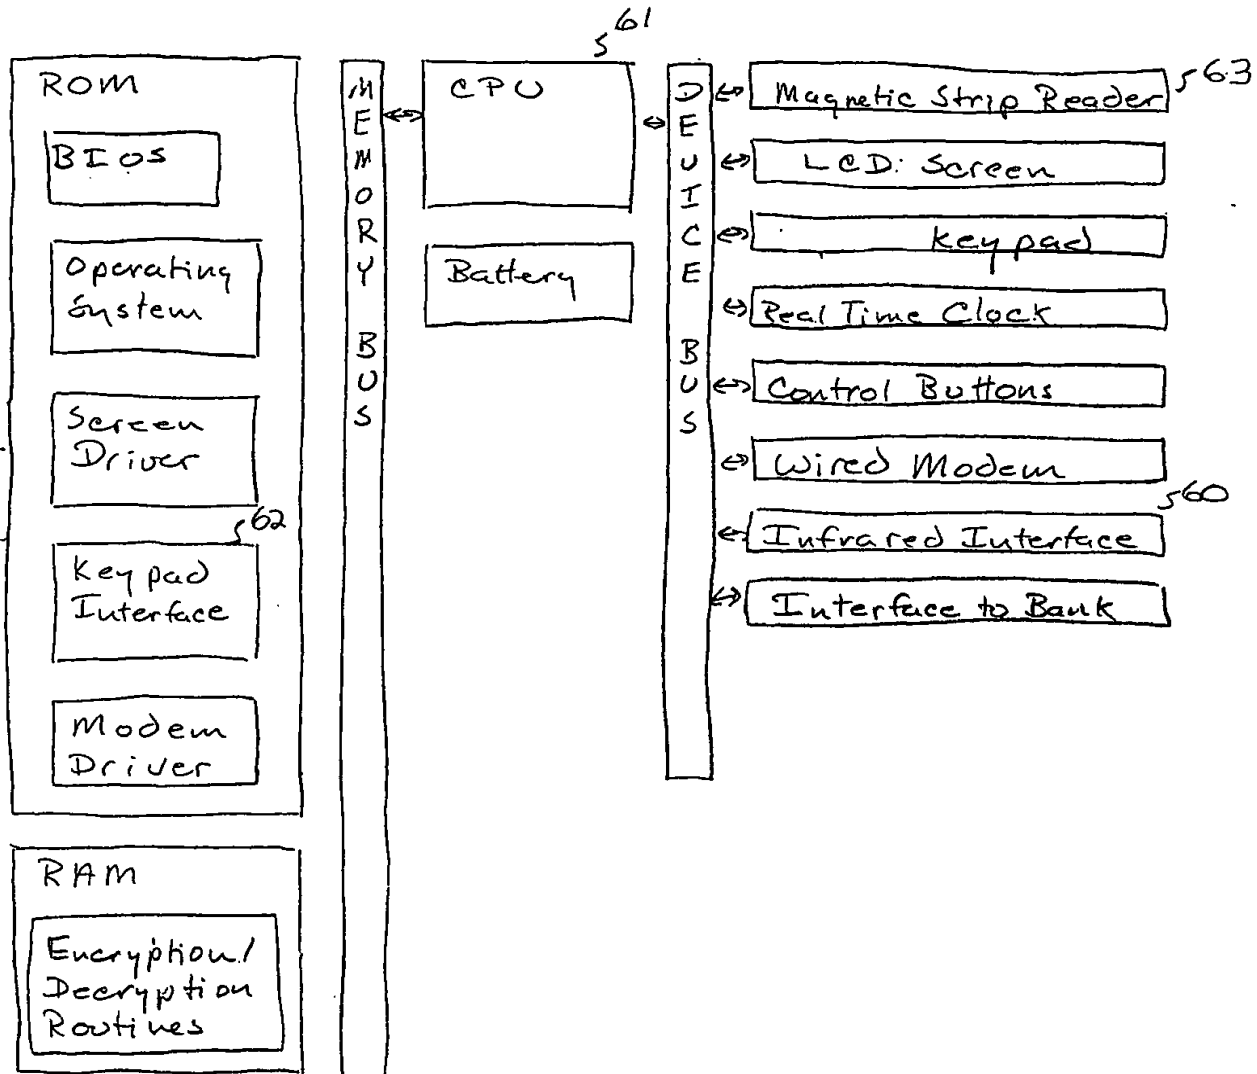 61
ROM
BIOS
Operating
System
Screen
Driver
62
Keypad
Interface
Modem
Driver
RAM
Encryption/
Decryption
Routines
MEMORY BUS
CPU
Battery
DEVICE BUS
63
Magnetic Strip Reader
LCD: Screen
Keypad
Real Time Clock
Control Buttons
Wired Modem
60
Infrared Interface
Interface to Bank